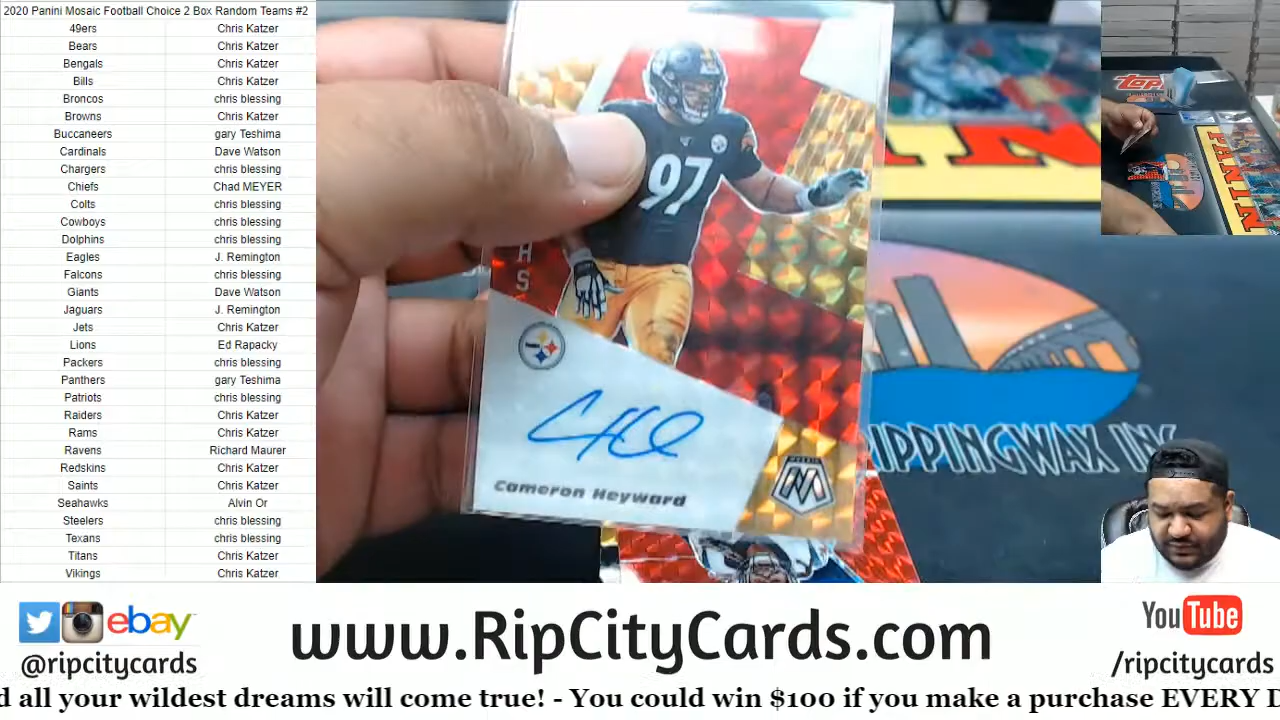 2020 Panini Mosaic Football Choice 2 Box Random Teams #2
49ers Chris Katzer
Bears Chris Katzer
Bengals Chris Katzer
Bills Chris Katzer
Broncos chris blessing
Browns Chris Katzer
Buccaneers gary Teshima
Cardinals Dave Watson
Chargers chris blessing
Chiefs Chad MEYER
Colts chris blessing
Cowboys chris blessing
Dolphins chris blessing
Eagles J. Remington
Falcons chris blessing
Giants Dave Watson
Jaguars J. Remington
Jets Chris Katzer
Lions Ed Rapacky
Packers chris blessing
Panthers gary Teshima
Patriots chris blessing
Raiders Chris Katzer
Rams Chris Katzer
Ravens Richard Maurer
Redskins Chris Katzer
Saints Chris Katzer
Seahawks Alvin Or
Steelers chris blessing
Texans chris blessing
Titans Chris Katzer
Vikings Chris Katzer
97
H
S
Cameron Heyward
MOSAIC
RIPPINGWAX INC
TOPP
PANINI
ebay
@ripcitycards
www.RipCityCards.com
YouTube
/ripcitycards
d all your wildest dreams will come true! - You could win $100 if you make a purchase EVERY D